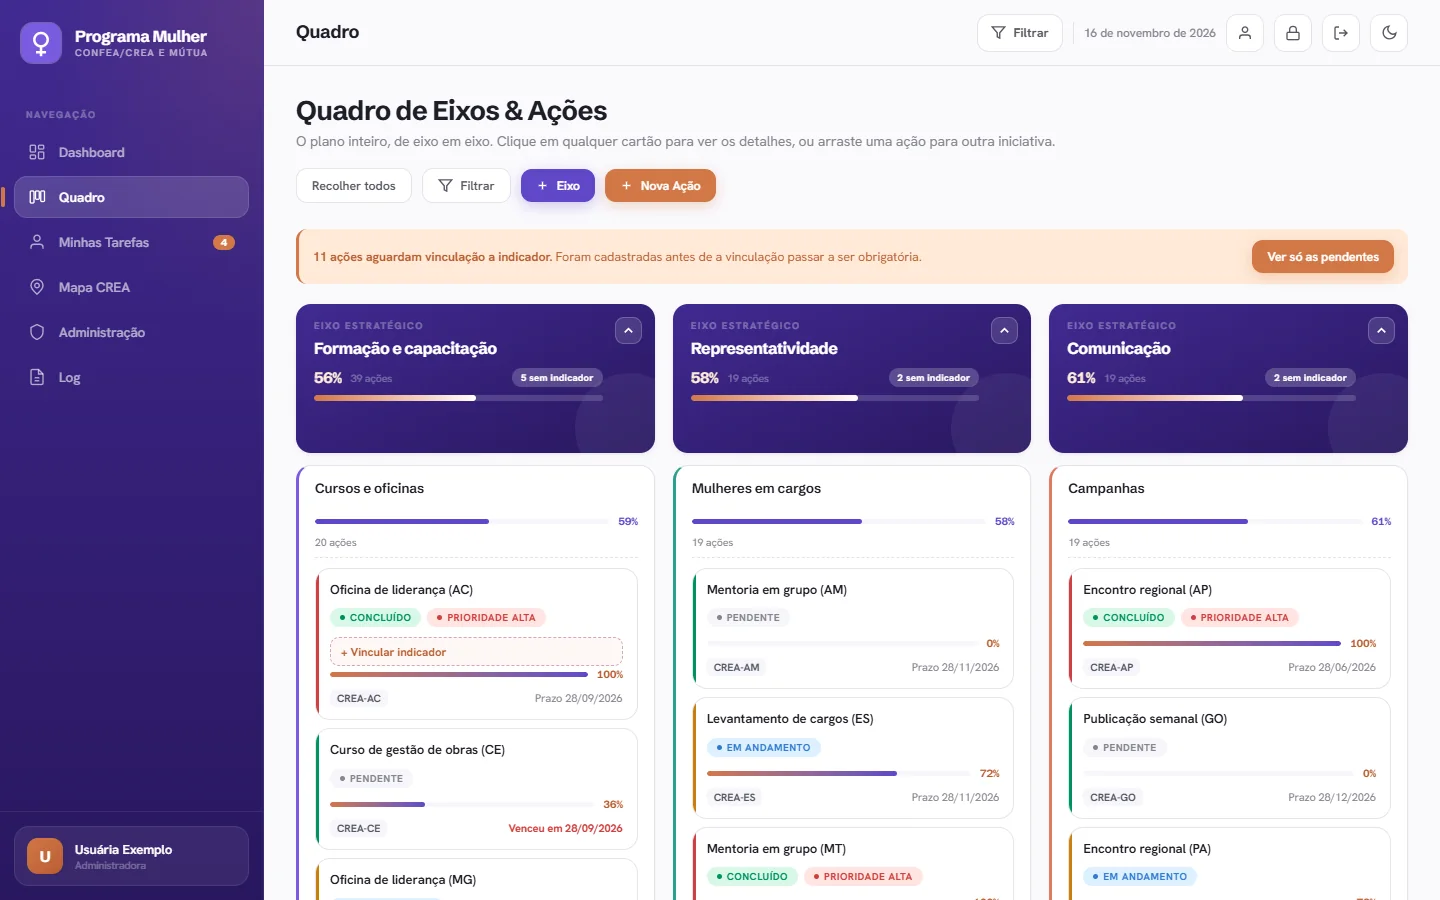 Programa Mulher
CONFEA/CREA E MÚTUA
NAVEGAÇÃO
Dashboard
Quadro
Minhas Tarefas
4
Mapa CREA
Administração
Log
U
Usuária Exemplo
Administradora
Quadro
Filtrar
16 de novembro de 2026
Quadro de Eixos & Ações
O plano inteiro, de eixo em eixo. Clique em qualquer cartão para ver os detalhes, ou arraste uma ação para outra iniciativa.
Recolher todos
Filtrar
+ Eixo
+ Nova Ação
11 ações aguardam vinculação a indicador. Foram cadastradas antes de a vinculação passar a ser obrigatória.
Ver só as pendentes
EIXO ESTRATÉGICO
Formação e capacitação
56% 39 ações
5 sem indicador
Cursos e oficinas
59%
20 ações
Oficina de liderança (AC)
CONCLUÍDO
PRIORIDADE ALTA
+ Vincular indicador
100%
CREA-AC
Prazo 28/09/2026
Curso de gestão de obras (CE)
PENDENTE
36%
CREA-CE
Venceu em 28/09/2026
Oficina de liderança (MG)
EIXO ESTRATÉGICO
Representatividade
58% 19 ações
2 sem indicador
Mulheres em cargos
58%
19 ações
Mentoria em grupo (AM)
PENDENTE
0%
CREA-AM
Prazo 28/11/2026
Levantamento de cargos (ES)
EM ANDAMENTO
72%
CREA-ES
Prazo 28/11/2026
Mentoria em grupo (MT)
CONCLUÍDO
PRIORIDADE ALTA
EIXO ESTRATÉGICO
Comunicação
61% 19 ações
2 sem indicador
Campanhas
61%
19 ações
Encontro regional (AP)
CONCLUÍDO
PRIORIDADE ALTA
100%
CREA-AP
Prazo 28/06/2026
Publicação semanal (GO)
PENDENTE
0%
CREA-GO
Prazo 28/12/2026
Encontro regional (PA)
EM ANDAMENTO